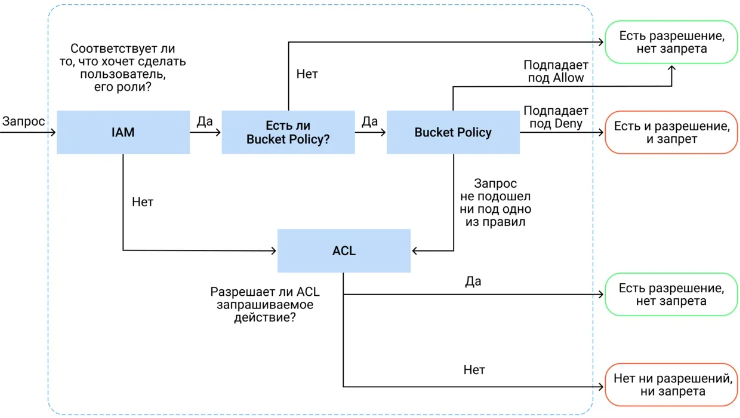 Соответствует ли
то, что хочет сделать
пользователь,
его роли?
Запрос
IAM
Да
Есть ли
Bucket Policy?
Нет
Да
Bucket Policy
Подпадает
под Allow
Подпадает
под Deny
Есть разрешение,
нет запрета
Есть и разрешение,
и запрет
Нет
Запрос
не подошел
ни под одно
из правил
ACL
Разрешает ли ACL
запрашиваемое
действие?
Да
Есть разрешение,
нет запрета
Нет
Нет ни разрешений,
ни запрета